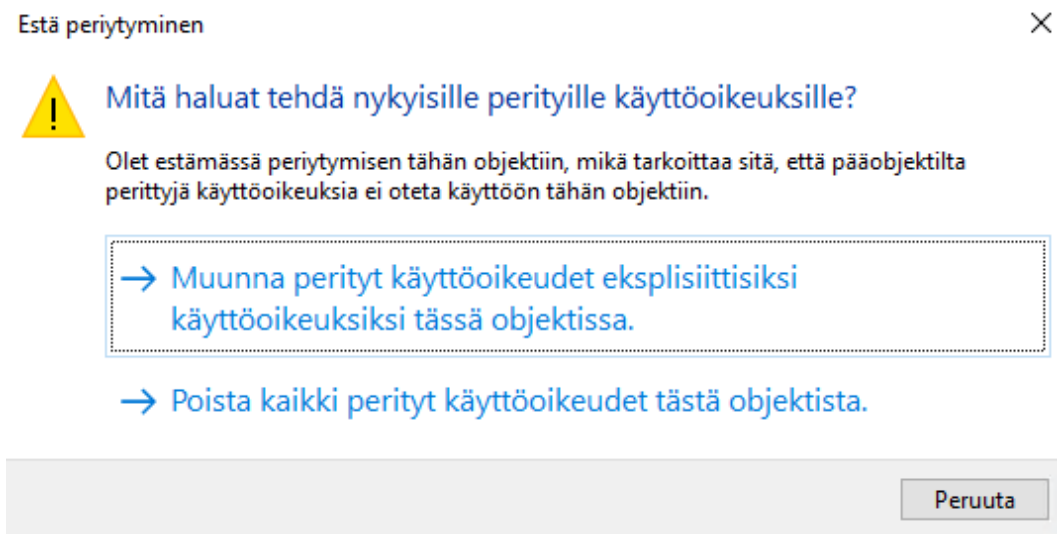 Estä periytyminen
Mitä haluat tehdä nykyisille perityille käyttöoikeuksille?
Olet estämässä periytymisen tähän objektiin, mikä tarkoittaa sitä, että pääobjektilta
perittyjä käyttöoikeuksia ei oteta käyttöön tähän objektiin.
Muunna perityt käyttöoikeudet eksplisiittisiksi
käyttöoikeuksiksi tässä objektissa.
Poista kaikki perityt käyttöoikeudet tästä objektista.
Peruuta